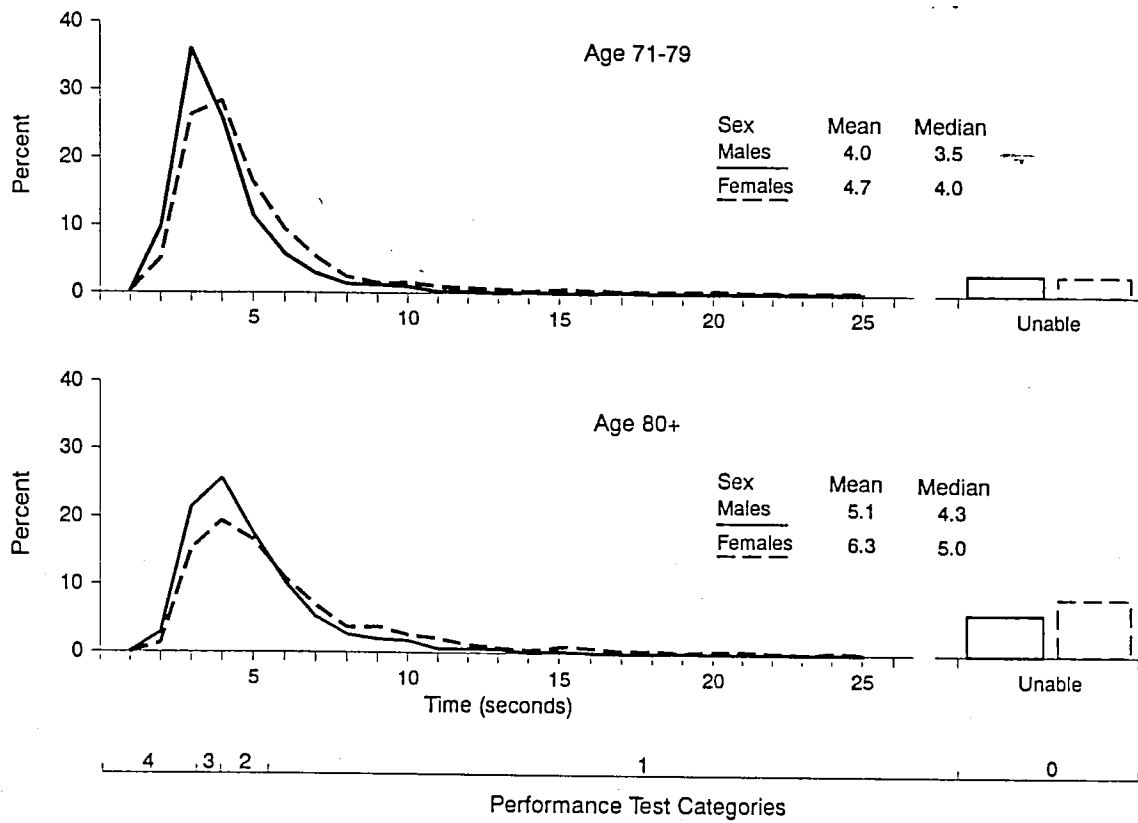 40
Age 71-79
30
Sex Mean Median
Males 4.0 3.5
Females 4.7 4.0
20
10
0
Percent
5 10 15 20 25 Unable
40
Age 80+
30
Sex Mean Median
Males 5.1 4.3
Females 6.3 5.0
20
10
0
Percent
5 10 15 20 25 Unable
Time (seconds)
4 3 2 1 0
Performance Test Categories